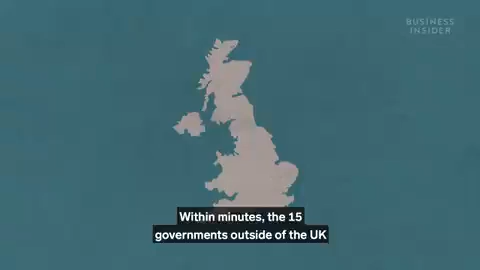 BUSINESS
INSIDER
Within minutes, the 15
governments outside of the UK